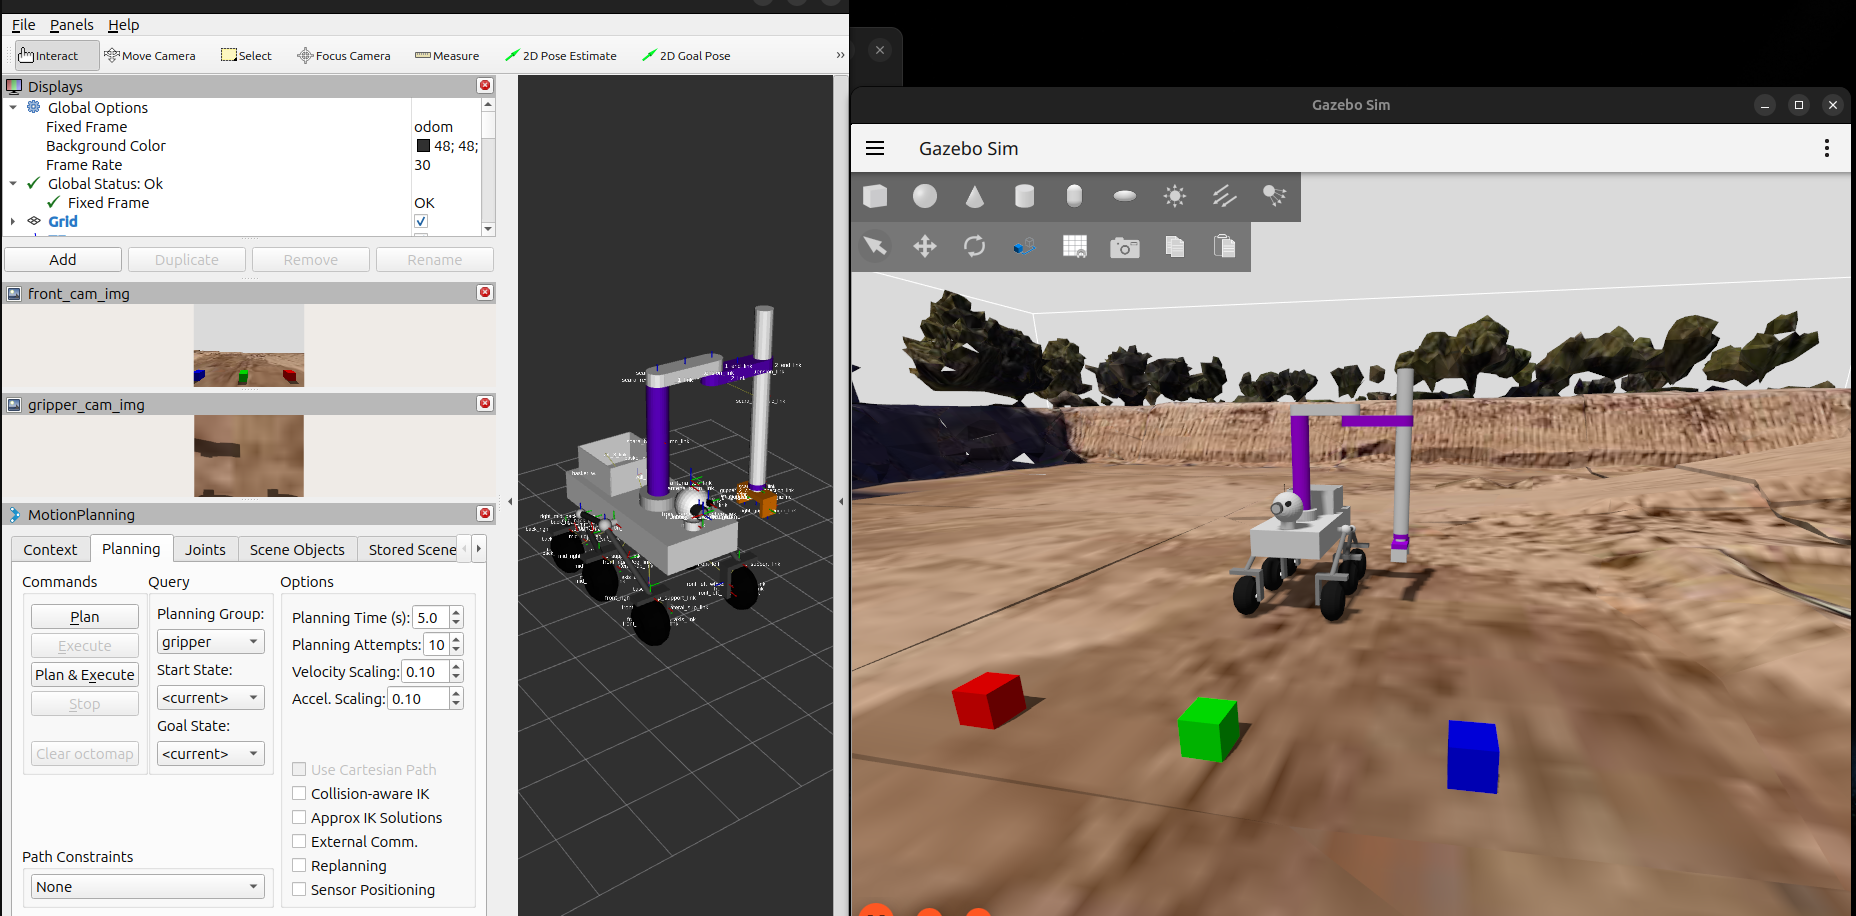 File Panels Help
Interact Move Camera Select Focus Camera Measure 2D Pose Estimate 2D Goal Pose »
Displays
Global Options
Fixed Frame odom
Background Color 48; 48;
Frame Rate 30
Global Status: Ok
Fixed Frame OK
Grid
Add Duplicate Remove Rename
front_cam_img
gripper_cam_img
MotionPlanning
Context Planning Joints Scene Objects Stored Scene
Commands Query Options
Plan
Execute
Plan & Execute
Stop
Clear octomap
Planning Group:
gripper
Start State:
<current>
Goal State:
<current>
Planning Time (s): 5.0
Planning Attempts: 10
Velocity Scaling: 0.10
Accel. Scaling: 0.10
Use Cartesian Path
Collision-aware IK
Approx IK Solutions
External Comm.
Replanning
Sensor Positioning
Path Constraints
None
Gazebo Sim
Gazebo Sim